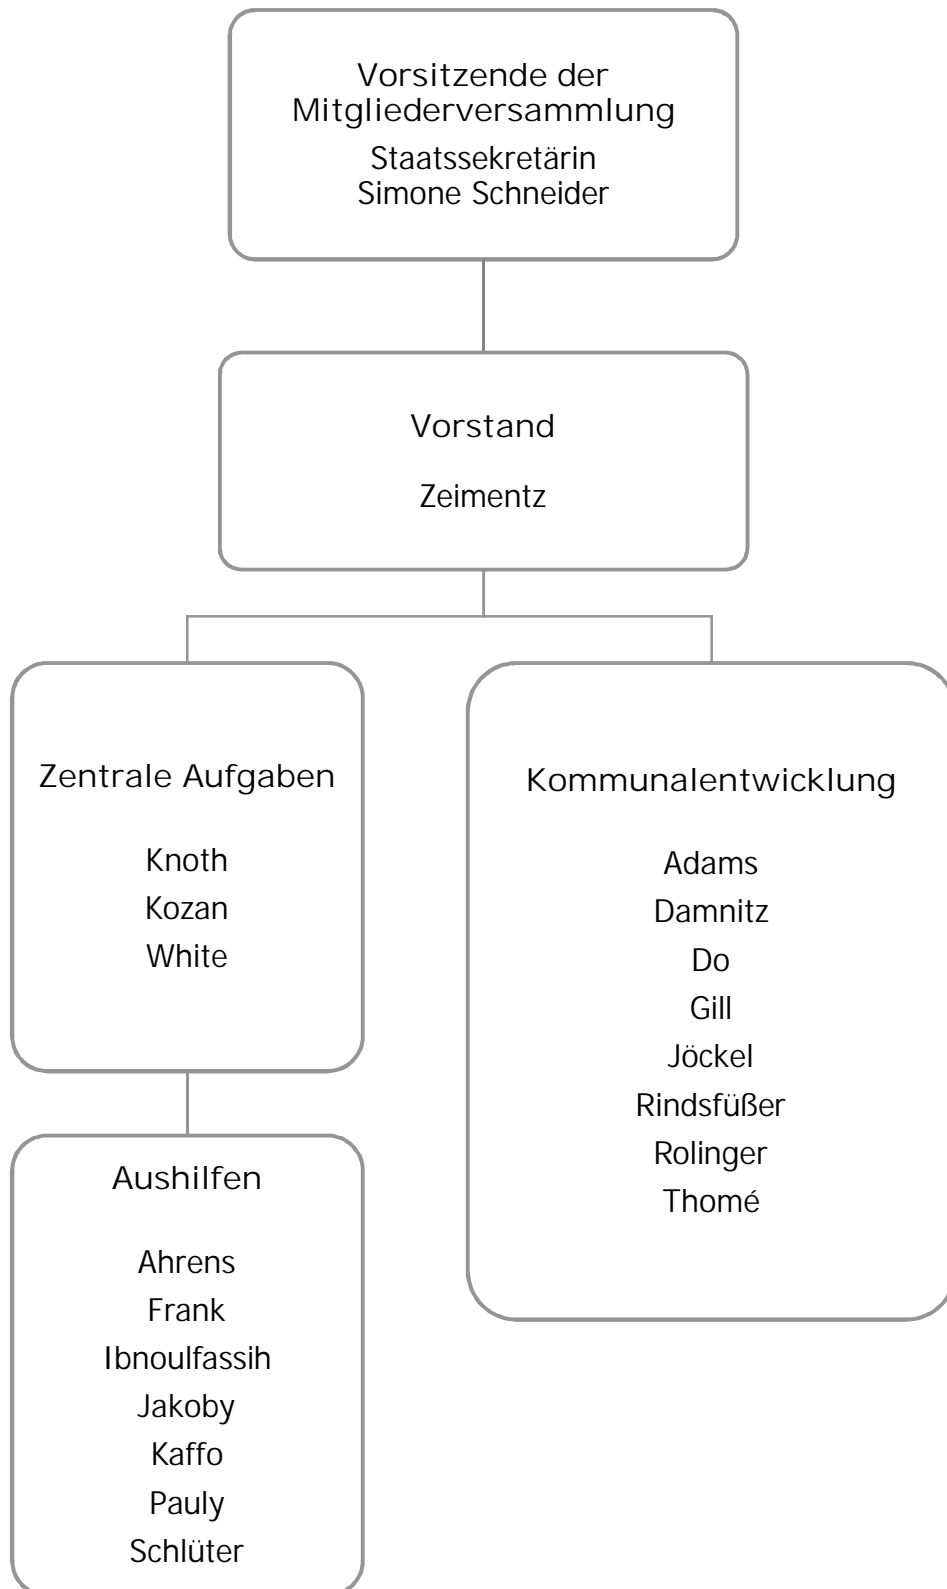 Vorsitzende der
Mitgliederversammlung
Staatssekretärin
Simone Schneider
Vorstand
Zeimentz
Zentrale Aufgaben
Knoth
Kozan
White
Kommunalentwicklung
Adams
Damnitz
Do
Gill
Jöckel
Rindsfüßer
Rolinger
Thomé
Aushilfen
Ahrens
Frank
Ibnoulfassih
Jakoby
Kaffo
Pauly
Schlüter